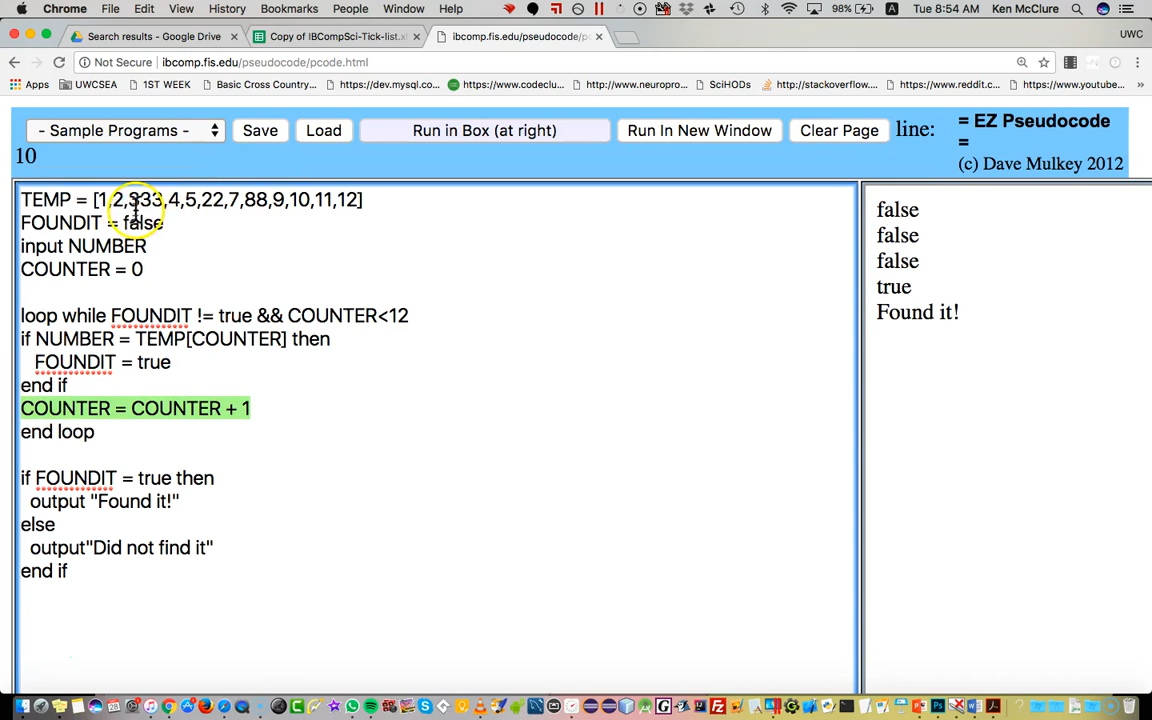 Chrome File Edit View History Bookmarks People Window Help 98% Tue 8:54 AM Ken McClure
Search results - Google Drive Copy of IBCompSci-Tick-list.xl ibcomp.fis.edu/pseudocode/p UWC
Not Secure ibcomp.fis.edu/pseudocode/pcode.html
Apps UWCSEA 1ST WEEK Basic Cross Country... https://dev.mysql.co... https://www.codeclu... http://www.neuropro... SciHODs http://stackoverflow... https://www.reddit.c... https://www.youtube... »
- Sample Programs - Save Load Run in Box (at right) Run In New Window Clear Page line: = EZ Pseudocode
=
10
(c) Dave Mulkey 2012
TEMP = [1,2,333,4,5,22,7,88,9,10,11,12]
FOUNDIT = false
input NUMBER
COUNTER = 0
loop while FOUNDIT != true && COUNTER<12
if NUMBER = TEMP[COUNTER] then
FOUNDIT = true
end if
COUNTER = COUNTER + 1
end loop
if FOUNDIT = true then
output "Found it!"
else
output"Did not find it"
end if
false
false
false
true
Found it!